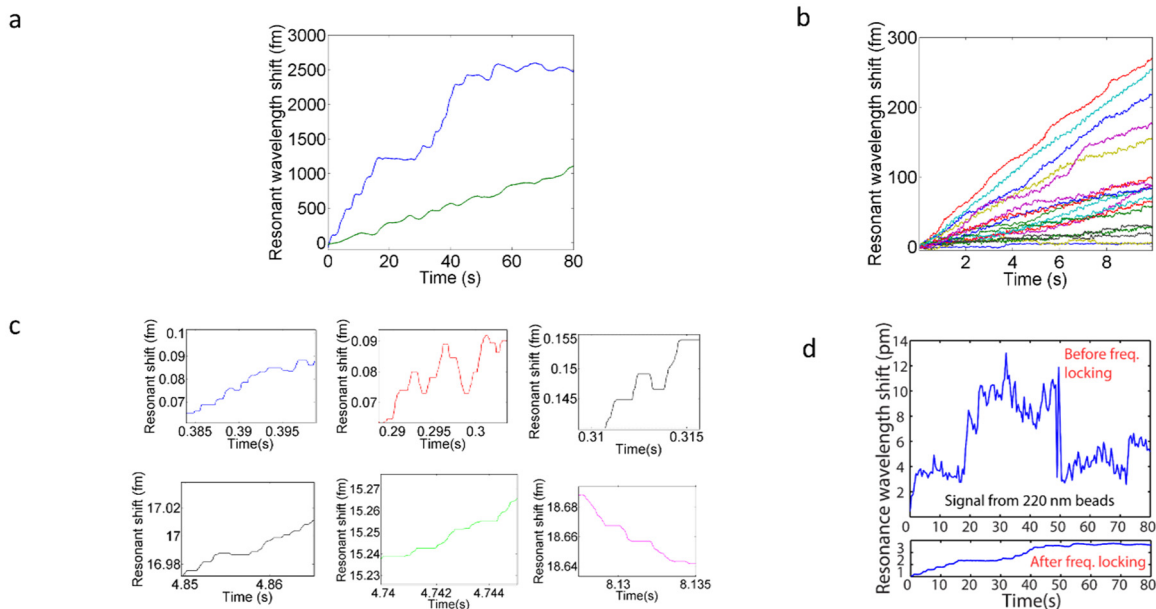 a
Resonant wavelength shift (fm)
3000
2500
2000
1500
1000
500
0
0 20 40 60 80
Time (s)
b
Resonant wavelength shift (fm)
300
200
100
0
2 4 6 8
Time (s)
c
Resonant shift (fm)
0.1
0.09
0.08
0.07
0.385 0.39 0.395
Time(s)
Resonant shift (fm)
0.09
0.08
0.07
0.29 0.295 0.3
Time(s)
Resonant shift (fm)
0.155
0.15
0.145
0.31 0.315
Time(s)
Resonant shift (fm)
17.02
17
16.98
4.85 4.86
Time (s)
Resonant shift (fm)
15.27
15.26
15.25
15.24
15.23
4.74 4.742 4.744
Time(s)
Resonant shift (fm)
18.68
18.66
18.64
8.13 8.135
Time(s)
d
Resonance wavelength shift (pm)
14
12
10
8
6
4
2
Before freq.
locking
Signal from 220 nm beads
0 10 20 30 40 50 60 70 80
3
2
1
After freq. locking
0 10 20 30 40 50 60 70 80
Time(s)